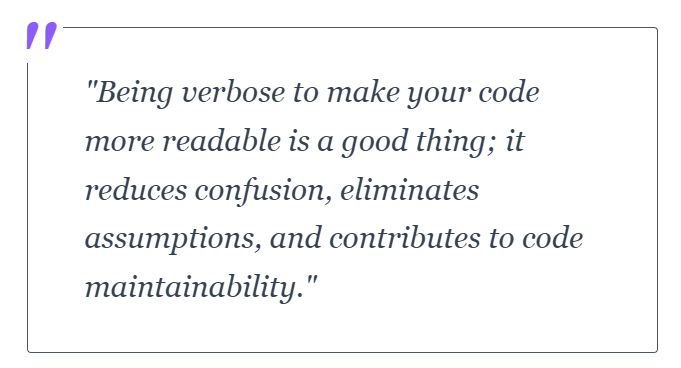 "
"Being verbose to make your code
more readable is a good thing; it
reduces confusion, eliminates
assumptions, and contributes to code
maintainability."